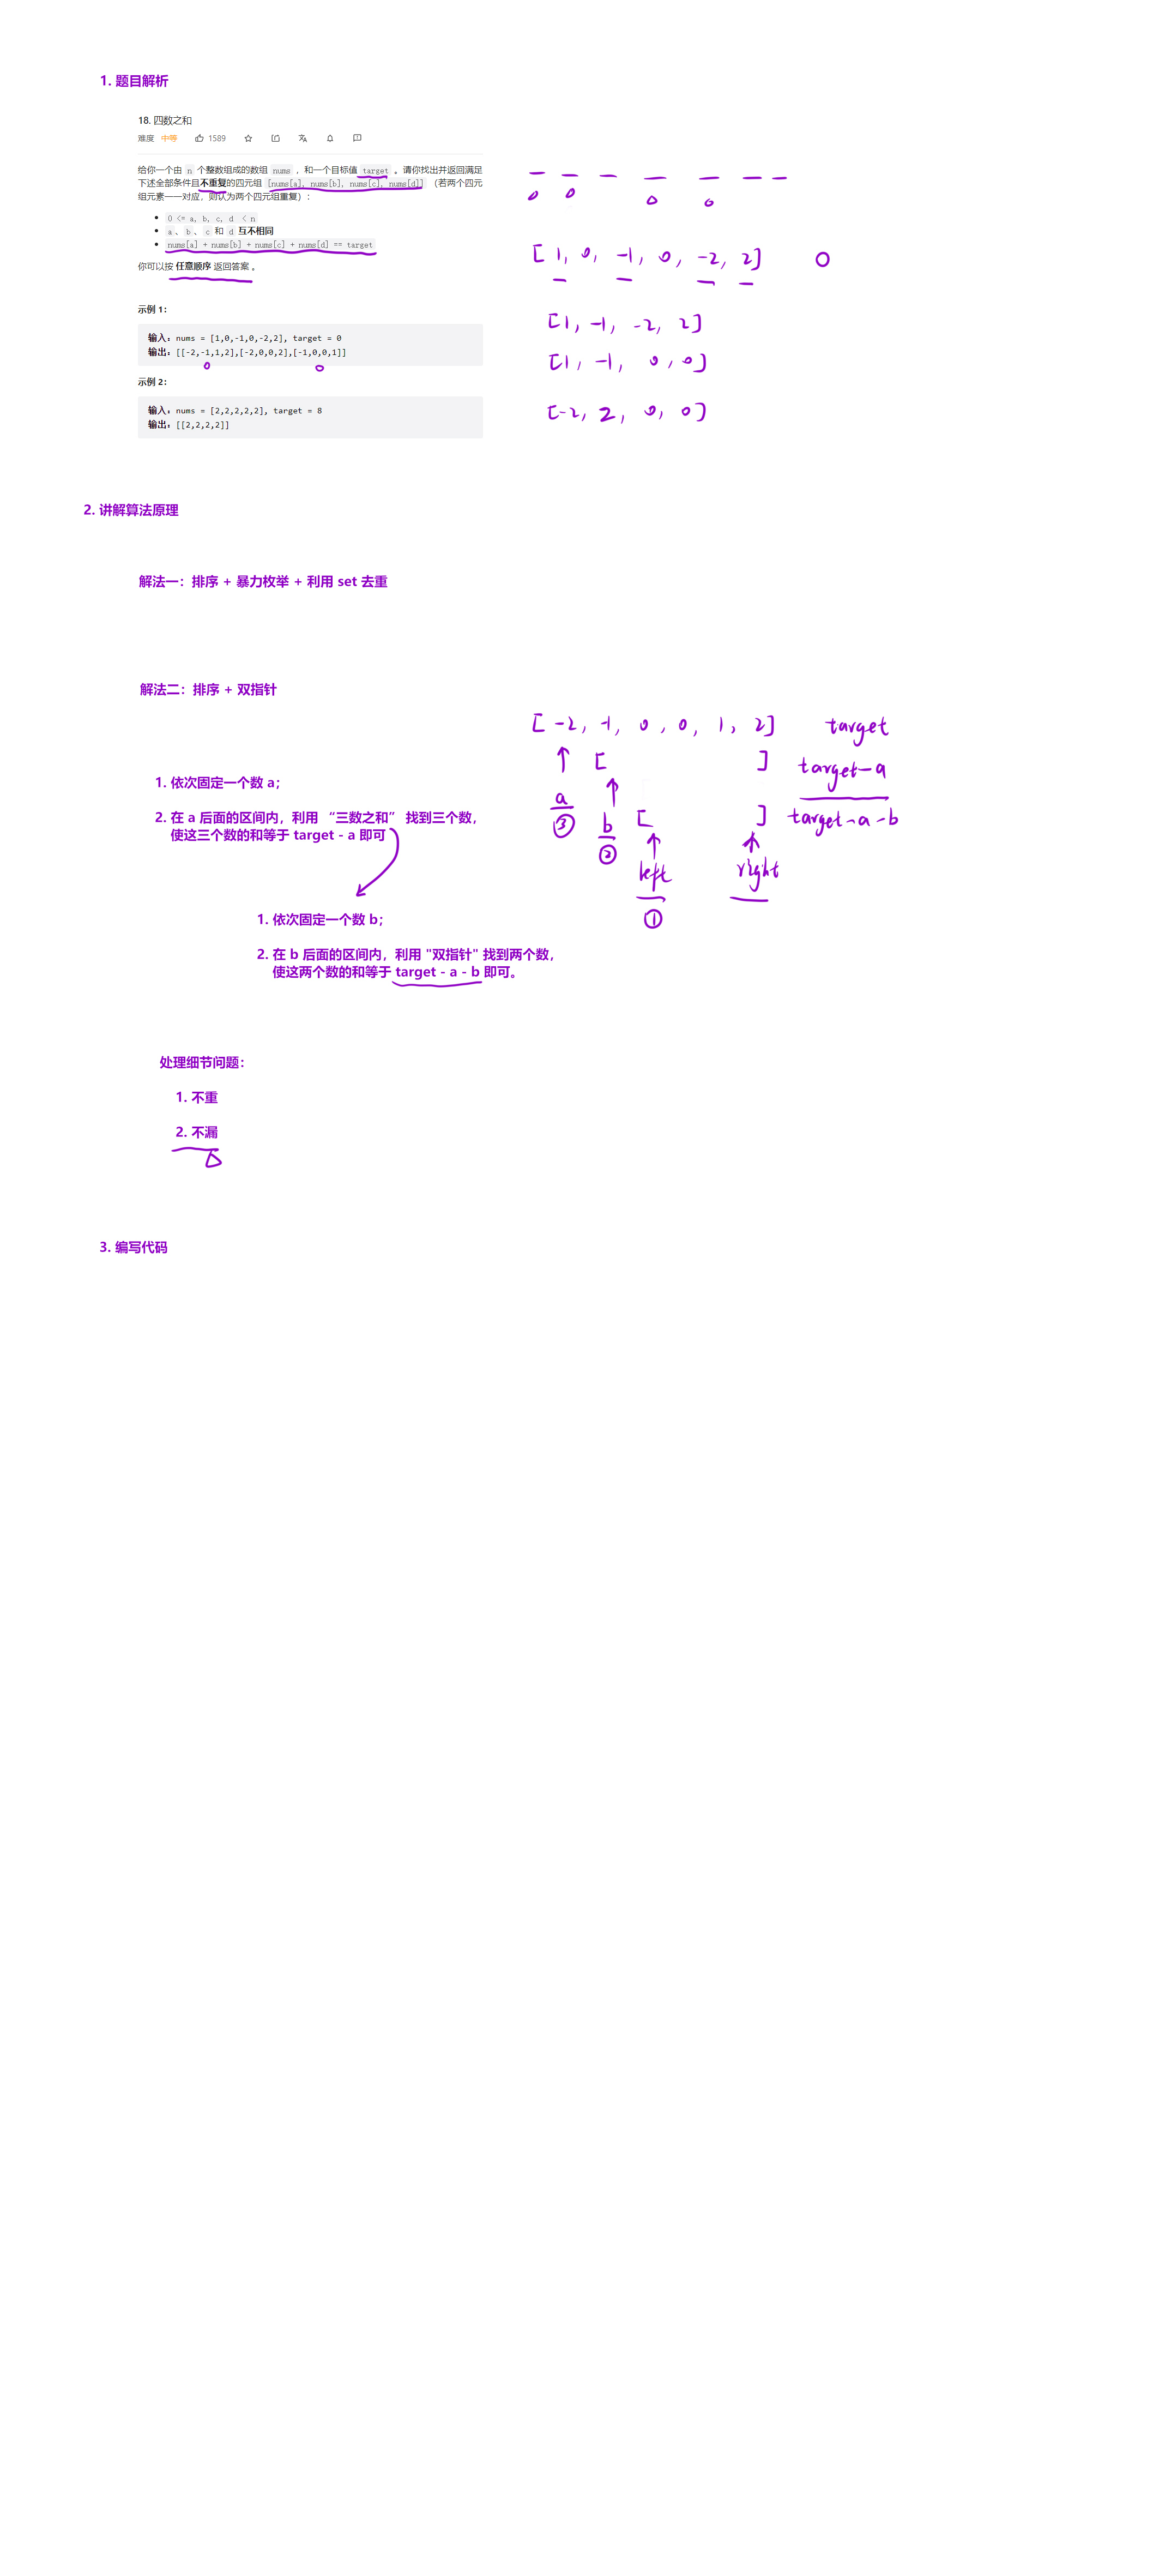 1. 题目解析
18. 四数之和
难度 中等 1589
给你一个由 n 个整数组成的数组 nums ，和一个目标值 target 。请你找出并返回满足
下述全部条件且不重复的四元组 [nums[a], nums[b], nums[c], nums[d]] （若两个四元
组元素一一对应，则认为两个四元组重复）：
0 <= a, b, c, d < n
a、b、c 和 d 互不相同
nums[a] + nums[b] + nums[c] + nums[d] == target
你可以按 任意顺序 返回答案 。
[1, 0, -1, 0, -2, 2] 0
[1, -1, -2, 2]
[1, -1, 0, 0]
[-2, 2, 0, 0]
示例 1：
输入：nums = [1,0,-1,0,-2,2], target = 0
输出：[[-2,-1,1,2],[-2,0,0,2],[-1,0,0,1]]
示例 2：
输入：nums = [2,2,2,2,2], target = 8
输出：[[2,2,2,2]]
2. 讲解算法原理
解法一：排序 + 暴力枚举 + 利用 set 去重
解法二：排序 + 双指针
1. 依次固定一个数 a；
2. 在 a 后面的区间内，利用 “三数之和” 找到三个数，
使这三个数的和等于 target - a 即可
1. 依次固定一个数 b；
2. 在 b 后面的区间内，利用 "双指针" 找到两个数，
使这两个数的和等于 target - a - b 即可。
[-2, -1, 0, 0, 1, 2] target
[ ] target-a
a
③
b
②
[ ] target-a-b
left
①
right
处理细节问题：
1. 不重
2. 不漏
3. 编写代码